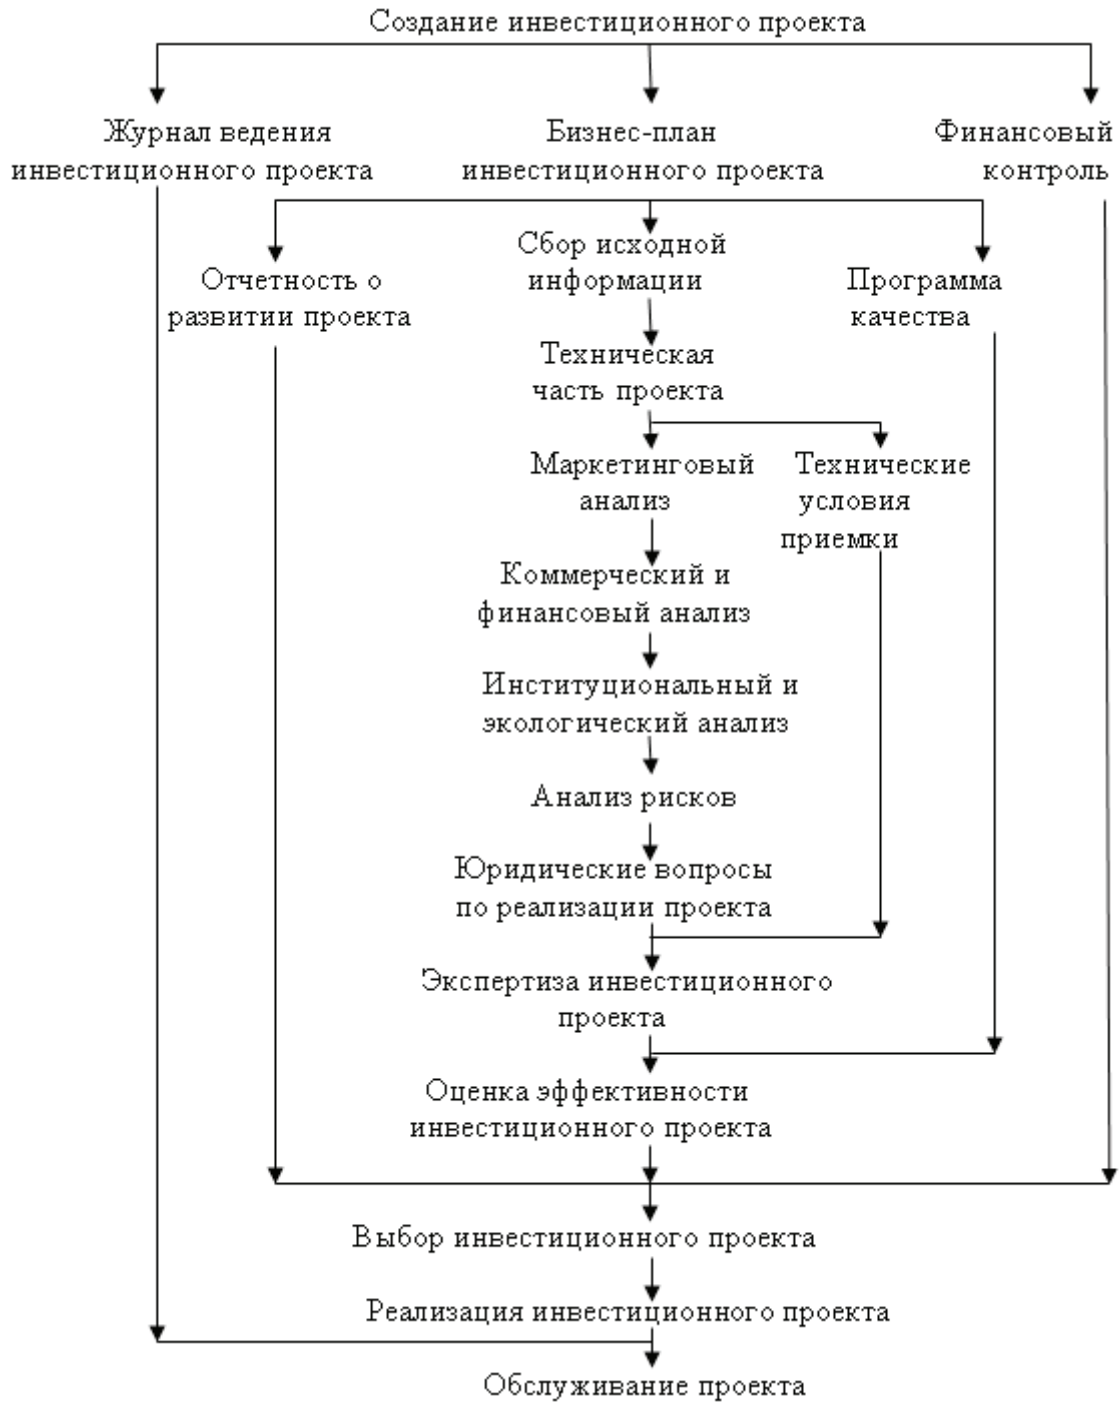 Создание инвестиционного проекта
Журнал ведения
инвестиционного проекта
Бизнес-план
инвестиционного проекта
Финансовый
контроль
Отчетность о
развитии проекта
Сбор исходной
информации
Программа
качества
Техническая
часть проекта
Маркетинговый
анализ
Технические
условия
приемки
Коммерческий и
финансовый анализ
Институциональный и
экологический анализ
Анализ рисков
Юридические вопросы
по реализации проекта
Экспертиза инвестиционного
проекта
Оценка эффективности
инвестиционного проекта
Выбор инвестиционного проекта
Реализация инвестиционного проекта
Обслуживание проекта